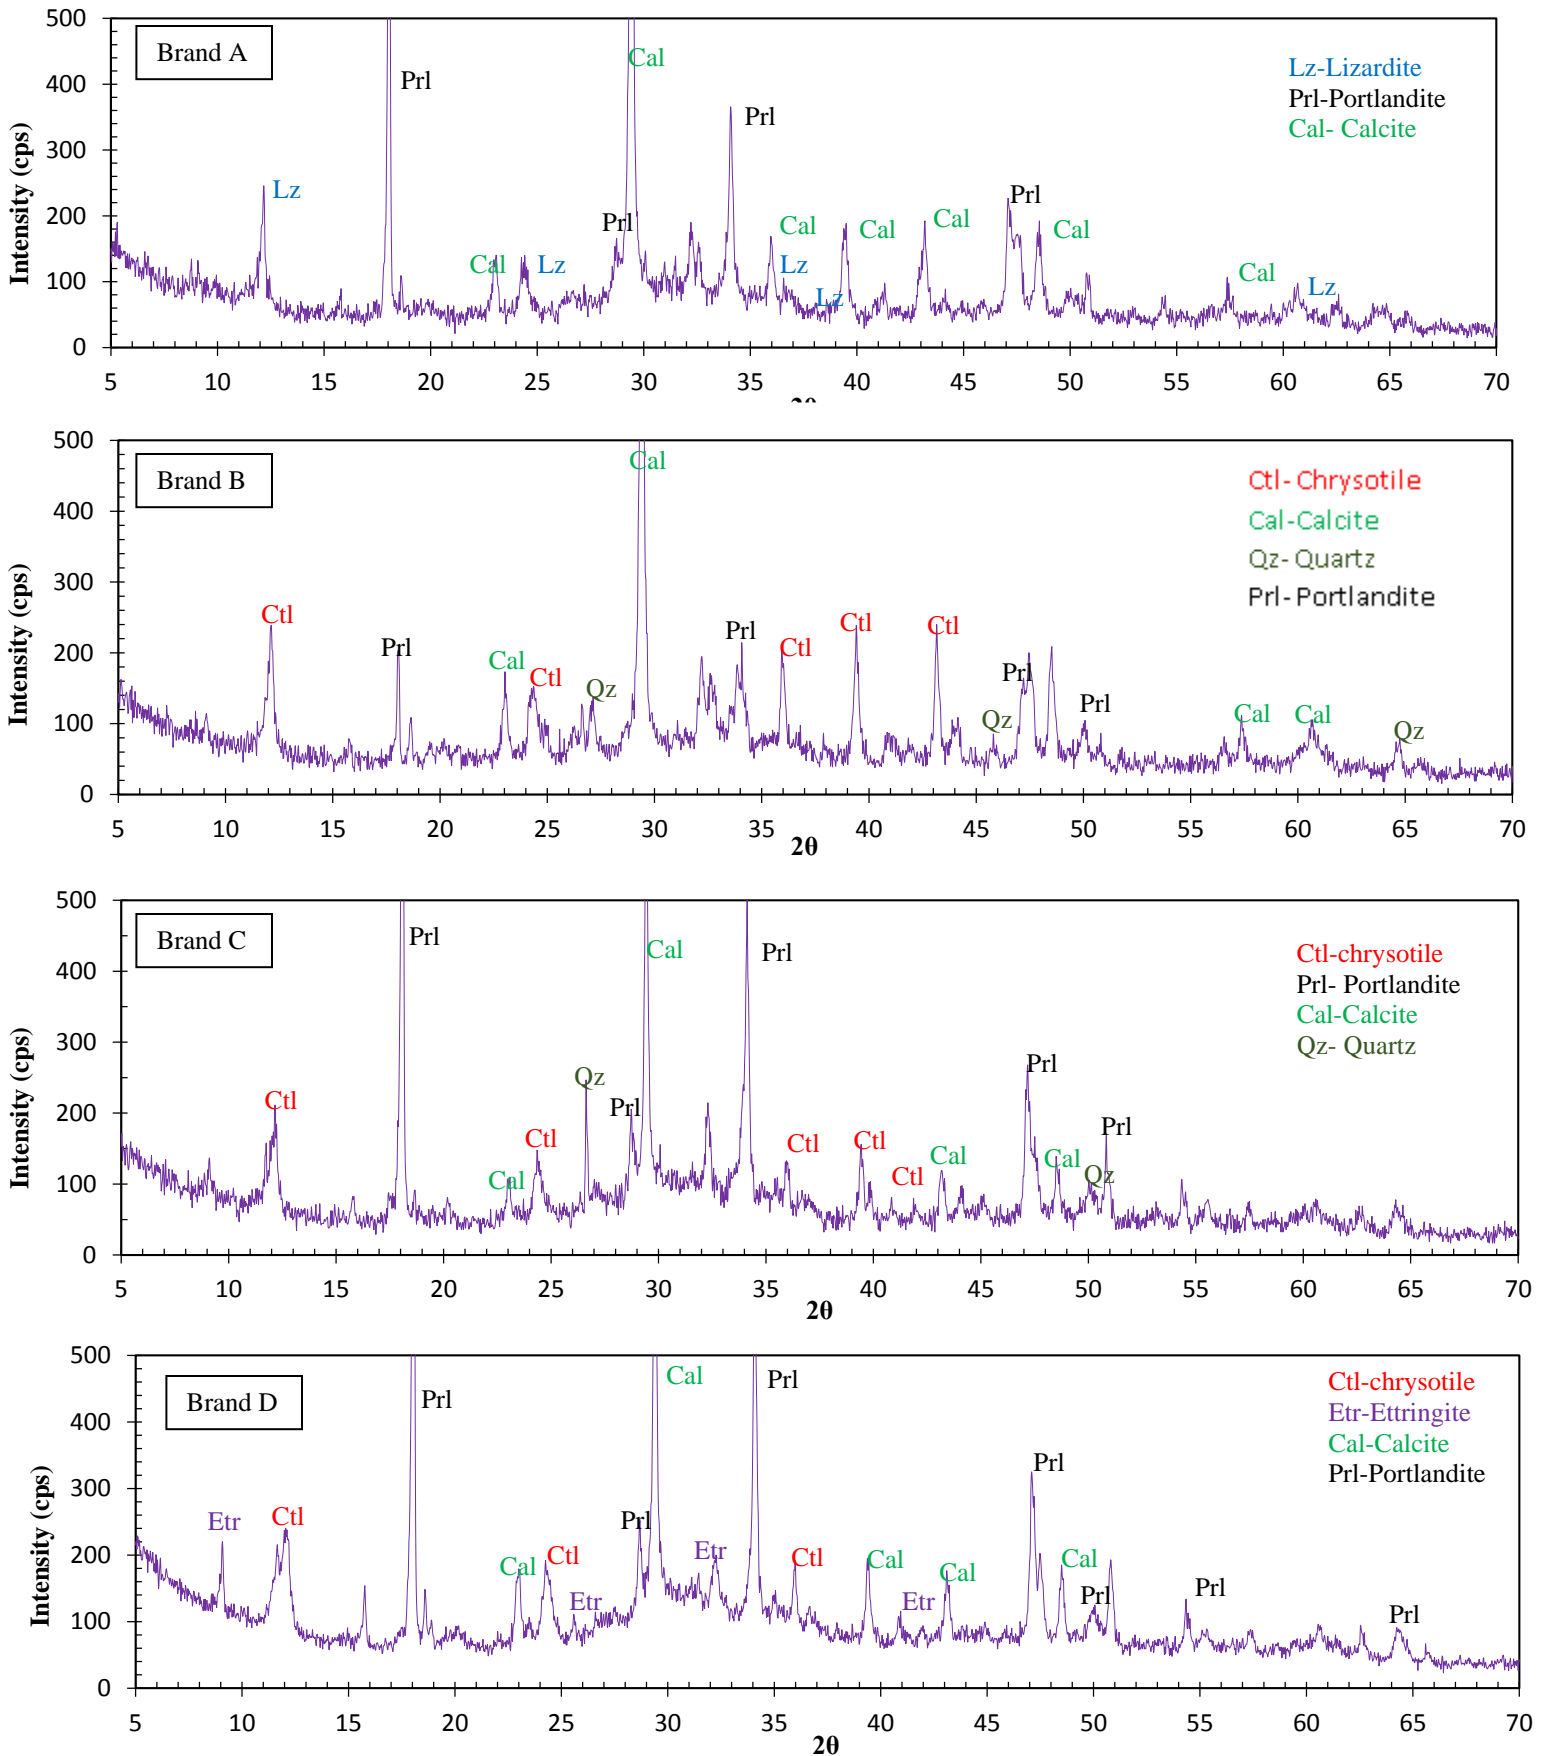 Brand A
Lz-Lizardite
Prl-Portlandite
Cal- Calcite
Intensity (cps)
500
400
300
200
100
0
Lz
Prl
Cal
Lz
Prl
Cal
Prl
Cal
Lz
Lz
Cal
Cal
Prl
Cal
Cal
Lz
5 10 15 20 25 30 35 40 45 50 55 60 65 70
2θ
Brand B
Ctl- Chrysotile
Cal-Calcite
Qz- Quartz
Prl- Portlandite
Intensity (cps)
500
400
300
200
100
0
Ctl
Prl
Cal
Ctl
Qz
Cal
Prl
Ctl
Ctl
Ctl
Qz
Prl
Prl
Cal
Cal
Qz
5 10 15 20 25 30 35 40 45 50 55 60 65 70
2θ
Brand C
Ctl-chrysotile
Prl- Portlandite
Cal-Calcite
Qz- Quartz
Intensity (cps)
500
400
300
200
100
0
Ctl
Prl
Cal
Ctl
Qz
Prl
Cal
Prl
Ctl
Ctl
Ctl
Cal
Prl
Cal
Qz
Prl
5 10 15 20 25 30 35 40 45 50 55 60 65 70
2θ
Brand D
Ctl-chrysotile
Etr-Ettringite
Cal-Calcite
Prl-Portlandite
Intensity (cps)
500
400
300
200
100
0
Etr
Ctl
Prl
Cal
Ctl
Etr
Prl
Cal
Etr
Prl
Ctl
Cal
Etr
Cal
Prl
Cal
Prl
Prl
Prl
5 10 15 20 25 30 35 40 45 50 55 60 65 70
2θ